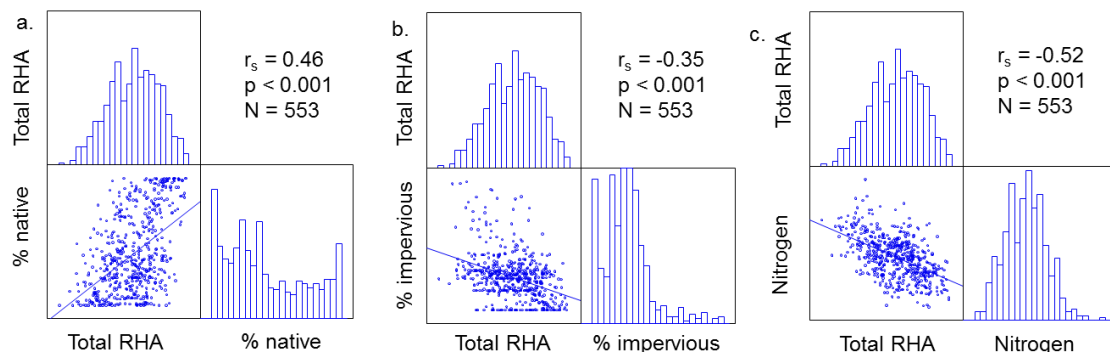 a.
Total RHA
r_s = 0.46
p < 0.001
N = 553
% native
Total RHA
% native
b.
Total RHA
r_s = -0.35
p < 0.001
N = 553
% impervious
Total RHA
% impervious
c.
Total RHA
r_s = -0.52
p < 0.001
N = 553
Nitrogen
Total RHA
Nitrogen